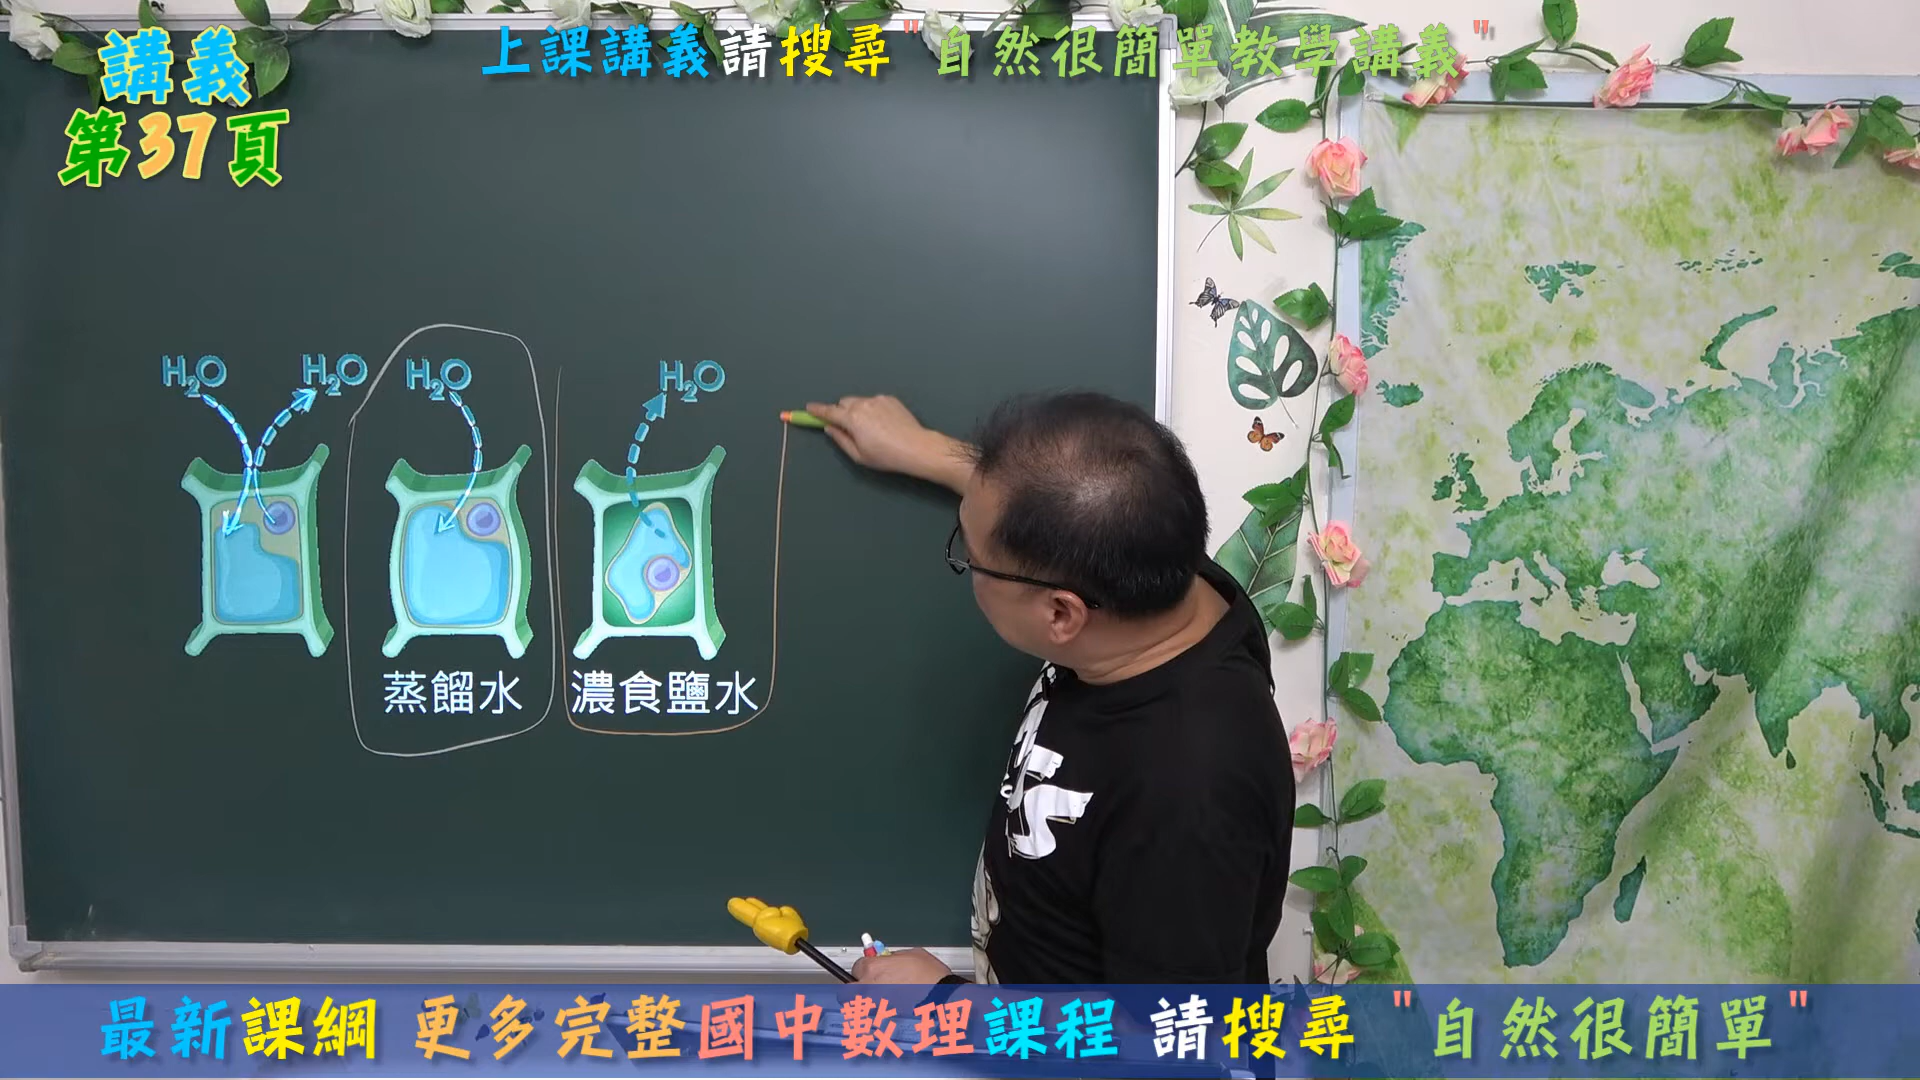 上課講義請搜尋"自然很簡單教學講義"
講義
第37頁
H₂O H₂O H₂O H₂O
蒸餾水 濃食鹽水
最新課綱 更多完整國中數理課程 請搜尋 "自然很簡單"